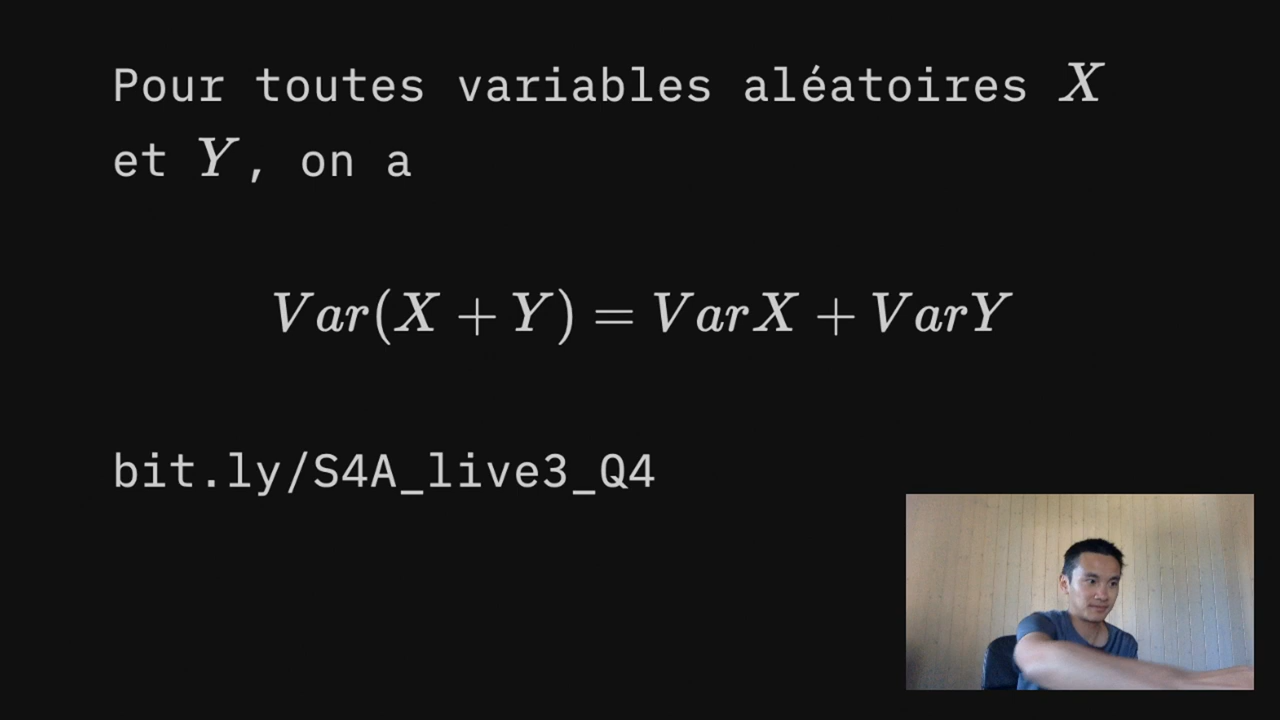 Pour toutes variables aléatoires X
et Y, on a
Var(X + Y) = VarX + VarY
bit.ly/S4A_live3_Q4